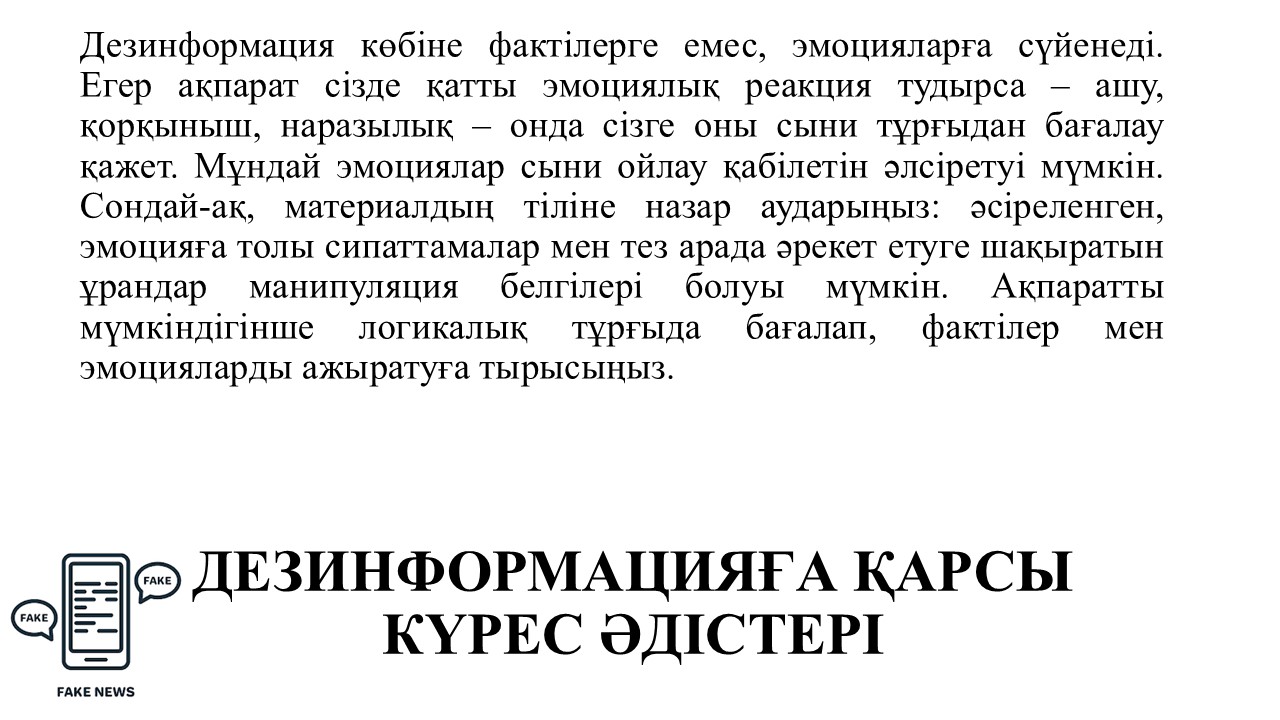 Дезинформация көбіне фактілерге емес, эмоцияларға сүйенеді.
Егер ақпарат сізде қатты эмоциялық реакция тудырса – ашу,
қорқыныш, наразылық – онда сізге оны сыни тұрғыдан бағалау
қажет. Мұндай эмоциялар сыни ойлау қабілетін әлсіретуі мүмкін.
Сондай-ақ, материалдың тіліне назар аударыңыз: әсіреленген,
эмоцияға толы сипаттамалар мен тез арада әрекет етуге шақыратын
ұрандар манипуляция белгілері болуы мүмкін. Ақпаратты
мүмкіндігінше логикалық тұрғыда бағалап, фактілер мен
эмоцияларды ажыратуға тырысыңыз.
ДЕЗИНФОРМАЦИЯҒА ҚАРСЫ
КҮРЕС ӘДІСТЕРІ
FAKE
FAKE
FAKE NEWS